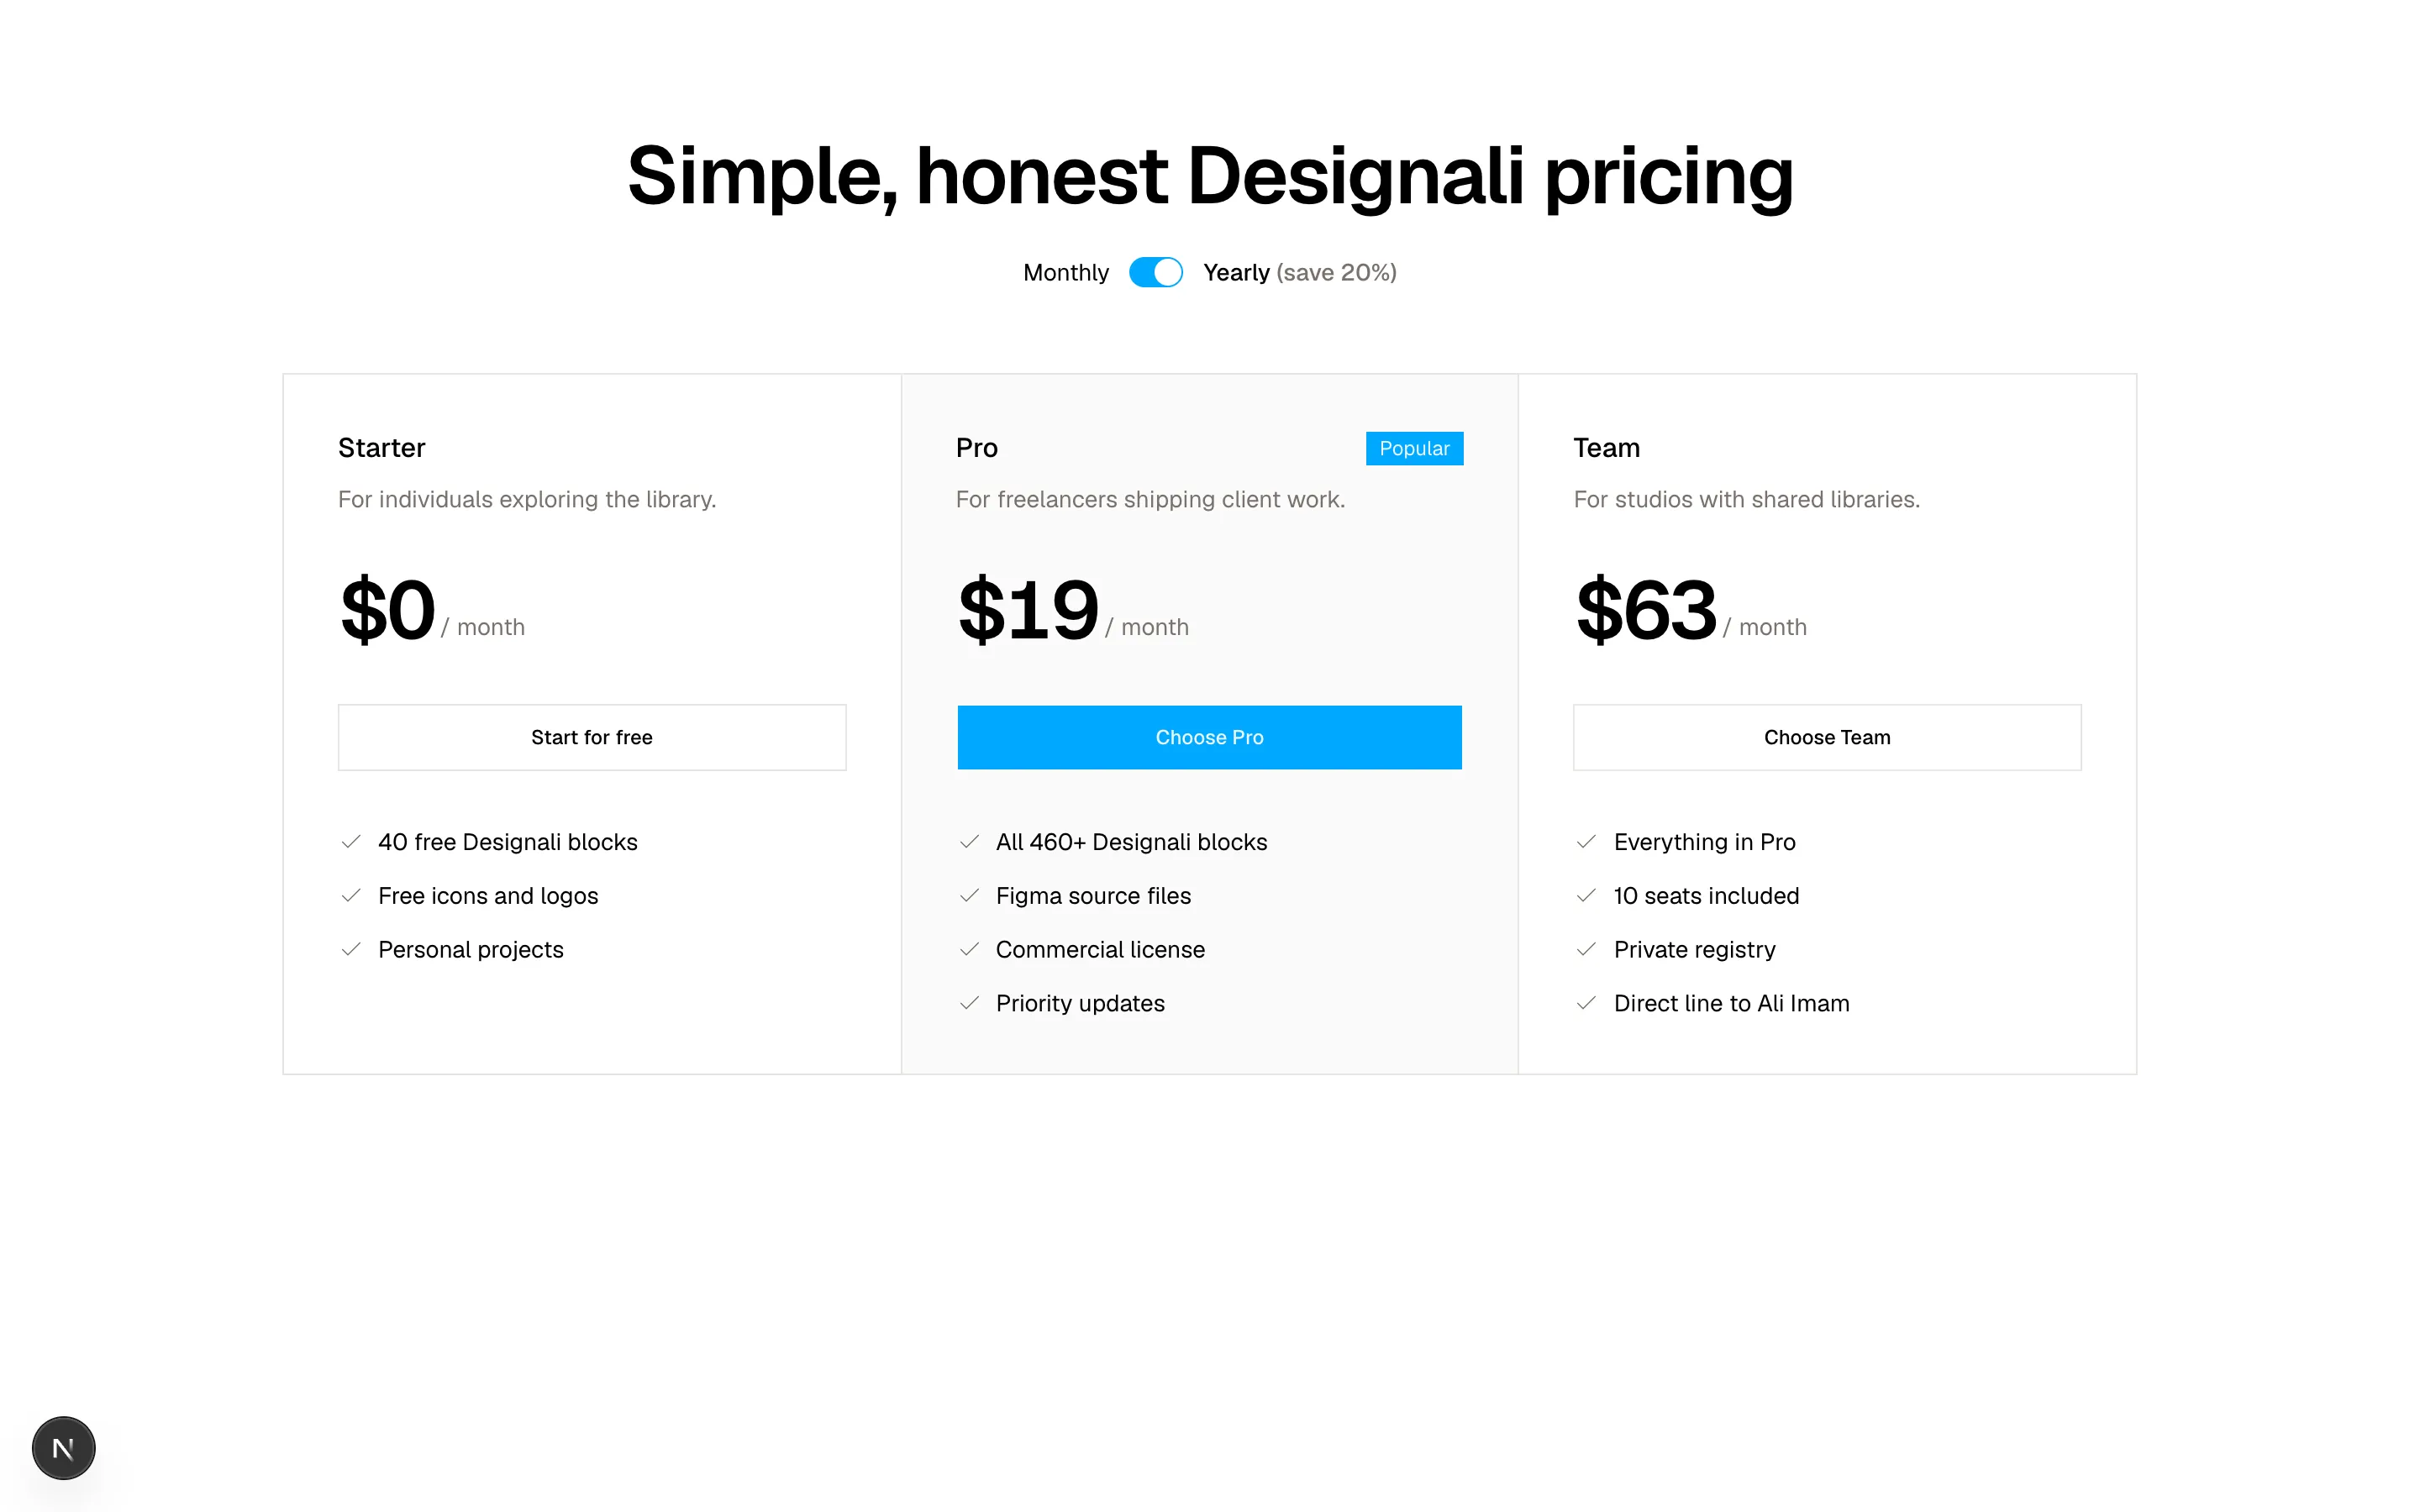 Simple, honest Designali pricing
Monthly Yearly (save 20%)
Starter
For individuals exploring the library.
$0 / month
Start for free
40 free Designali blocks
Free icons and logos
Personal projects
Pro Popular
For freelancers shipping client work.
$19 / month
Choose Pro
All 460+ Designali blocks
Figma source files
Commercial license
Priority updates
Team
For studios with shared libraries.
$63 / month
Choose Team
Everything in Pro
10 seats included
Private registry
Direct line to Ali Imam
N